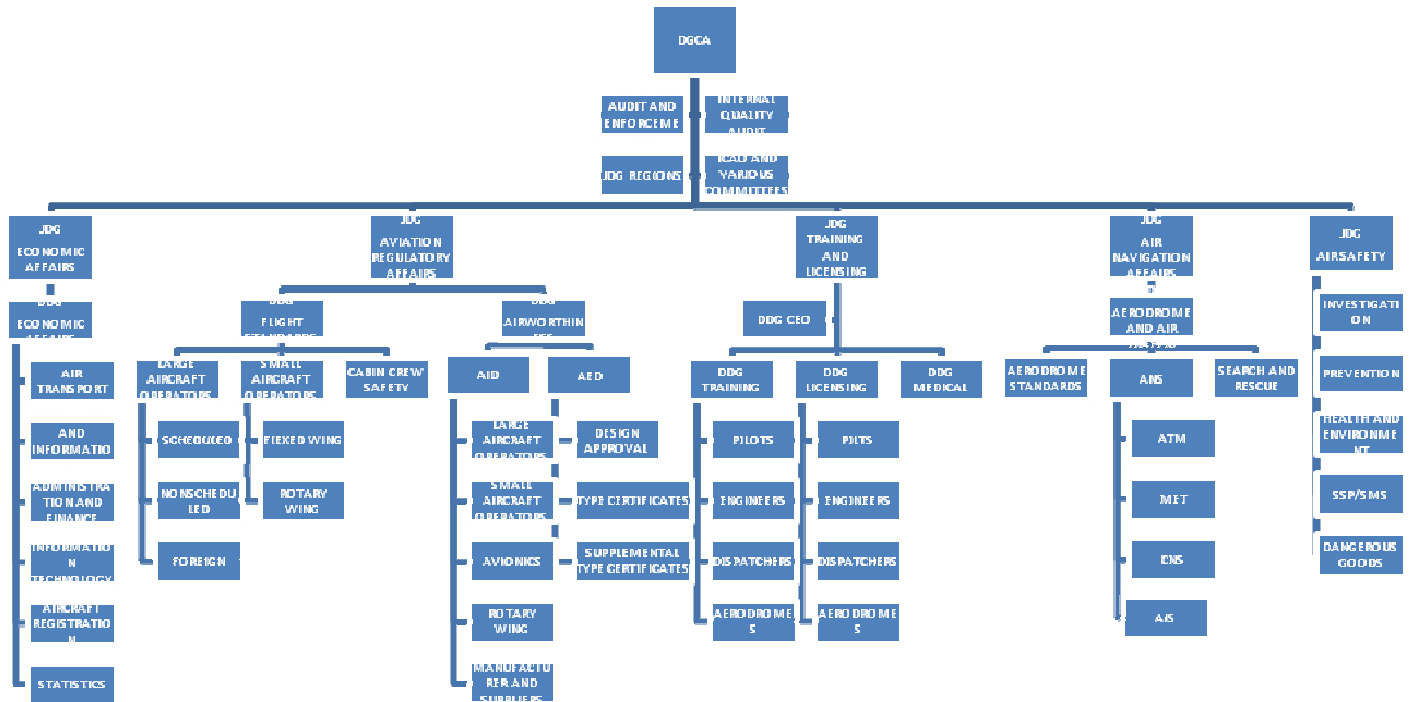 DGCA
AUDIT AND
ENFORCEME
INTERNAL
QUALITY
AUDIT
JDG REGIONS
ICAO AND
VARIOUS
COMMITTEES
JDG
ECONOMIC
AFFAIRS
JDG
AVIATION
REGULATORY
AFFAIRS
JDG
TRAINING
AND
LICENSING
JDG
AIR
NAVIGATION
AFFAIRS
JDG
AIRSAFETY
DDG
ECONOMIC
AFFAIRS
DDG
FLIGHT
STANDARDS
DDG
AIRWORTHIN
ESS
DDG CEO
AERODROME
AND AIR
INVESTIGATI
ON
AIR
TRANSPORT
LARGE
AIRCRAFT
OPERATORS
SMALL
AIRCRAFT
OPERATORS
CABIN CREW
SAFETY
AID
AED
DDG
TRAINING
DDG
LICENSING
DDG
MEDICAL
AERODROME
STANDARDS
ANS
SEARCH AND
RESCUE
PREVENTION
AND
INFORMATIO
SCHEDULED
FIEXED WING
LARGE
AIRCRAFT
OPERATORS
DESIGN
APPROVAL
PILOTS
PILTS
ATM
HEALTH AND
ENVIRONME
NT
ADMINISTRA
TION AND
FINANCE
NONSCHEDU
LED
ROTARY
WING
SMALL
AIRCRAFT
OPERATORS
TYPE CERTIFICATES
ENGINEERS
ENGINEERS
MET
SSP/SMS
INFORMATIO
N
TECHNOLOGY
FOREIGN
AVIONICS
SUPPLEMENTAL
TYPE CERTIFICATES
DISPATCHERS
DISPATCHERS
CNS
DANGEROUS
GOODS
AIRCRAFT
REGISTRATIO
N
ROTARY
WING
AERODROME
S
AERODROME
S
AIS
STATISTICS
MANUFACTU
RER AND
SUPPLIERS